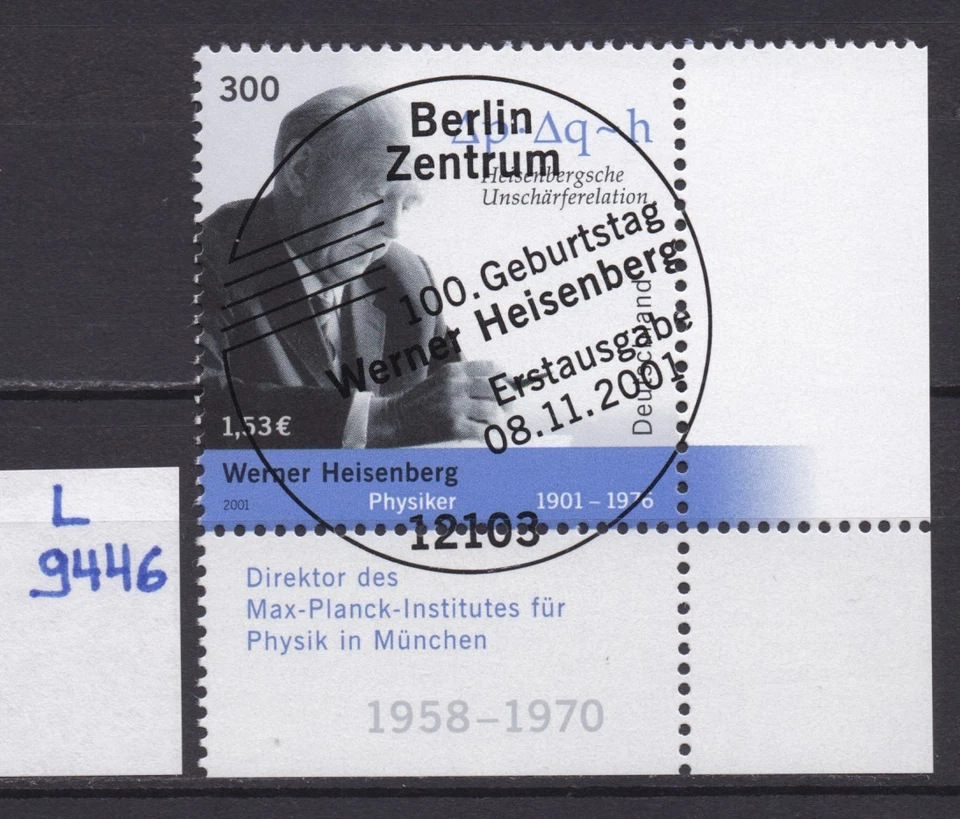 300
Δp·Δq~h
Heisenbergsche
Unschärferelation
Berlin
Zentrum
100.Geburtstag
Werner Heisenberg
Erstausgabe
08.11.2001
12103
Deutschland
1,53€
Werner Heisenberg
2001 Physiker 1901–1976
Direktor des
Max-Planck-Institutes für
Physik in München
1958–1970
L
9446